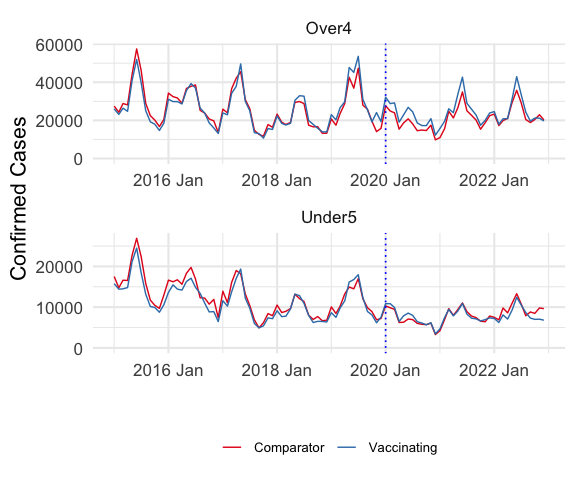 Over4
60000
40000
20000
0
2016 Jan 2018 Jan 2020 Jan 2022 Jan
Confirmed Cases
Under5
20000
10000
0
2016 Jan 2018 Jan 2020 Jan 2022 Jan
Comparator Vaccinating